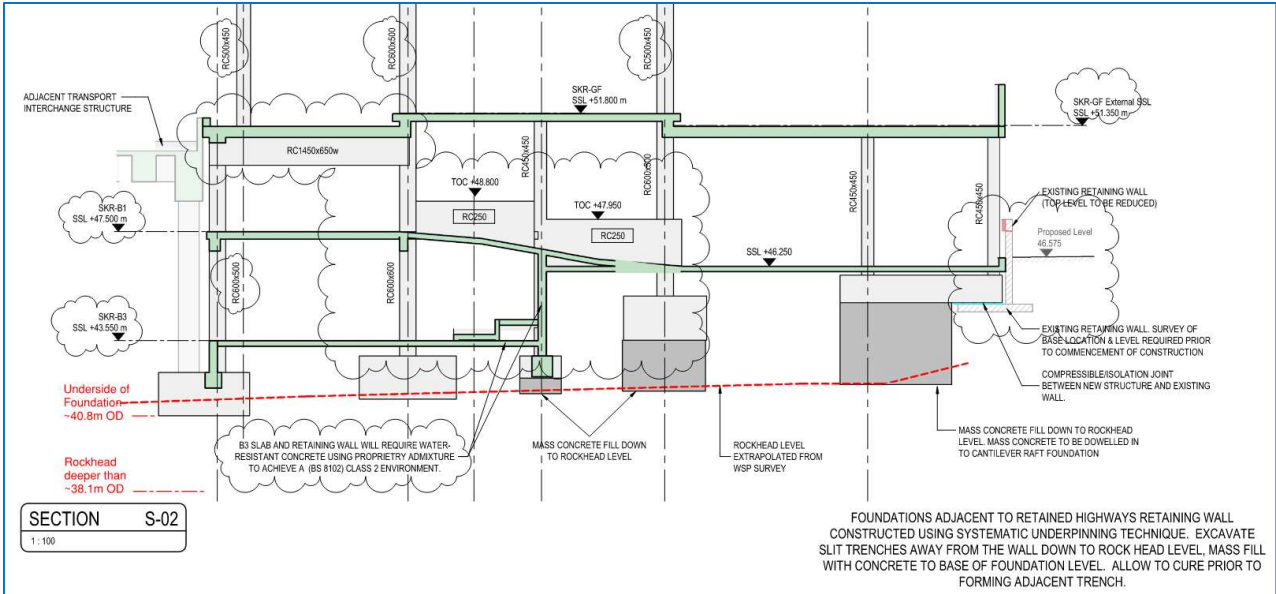 RC500x450
RC600x500
RC500x450
ADJACENT TRANSPORT
INTERCHANGE STRUCTURE
SKR-GF
SSL +51.800 m
SKR-GF External SSL
SSL +51.350 m
RC1450x650w
RC450x450
RC600x500
RC450x450
RC450x450
TOC +48.800
RC250
TOC +47.950
RC250
EXISTING RETAINING WALL
(TOP LEVEL TO BE REDUCED)
SKR-B1
SSL +47.500 m
Proposed Level
46.575
SSL +46.250
RC600x500
RC600x600
SKR-B3
SSL +43.550 m
EXISTING RETAINING WALL. SURVEY OF
BASE LOCATION & LEVEL REQUIRED PRIOR
TO COMMENCEMENT OF CONSTRUCTION
COMPRESSIBLE/ISOLATION JOINT
BETWEEN NEW STRUCTURE AND EXISTING
WALL.
Underside of
Foundation
~40.8m OD
B3 SLAB AND RETAINING WALL WILL REQUIRE WATER-
RESISTANT CONCRETE USING PROPRIETRY ADMIXTURE
TO ACHIEVE A (BS 8102) CLASS 2 ENVIRONMENT.
MASS CONCRETE FILL DOWN
TO ROCKHEAD LEVEL
ROCKHEAD LEVEL
EXTRAPOLATED FROM
WSP SURVEY
MASS CONCRETE FILL DOWN TO ROCKHEAD
LEVEL. MASS CONCRETE TO BE DOWELLED IN
TO CANTILEVER RAFT FOUNDATION
Rockhead
deeper than
~38.1m OD
SECTION S-02
1 : 100
FOUNDATIONS ADJACENT TO RETAINED HIGHWAYS RETAINING WALL
CONSTRUCTED USING SYSTEMATIC UNDERPINNING TECHNIQUE. EXCAVATE
SLIT TRENCHES AWAY FROM THE WALL DOWN TO ROCK HEAD LEVEL, MASS FILL
WITH CONCRETE TO BASE OF FOUNDATION LEVEL. ALLOW TO CURE PRIOR TO
FORMING ADJACENT TRENCH.